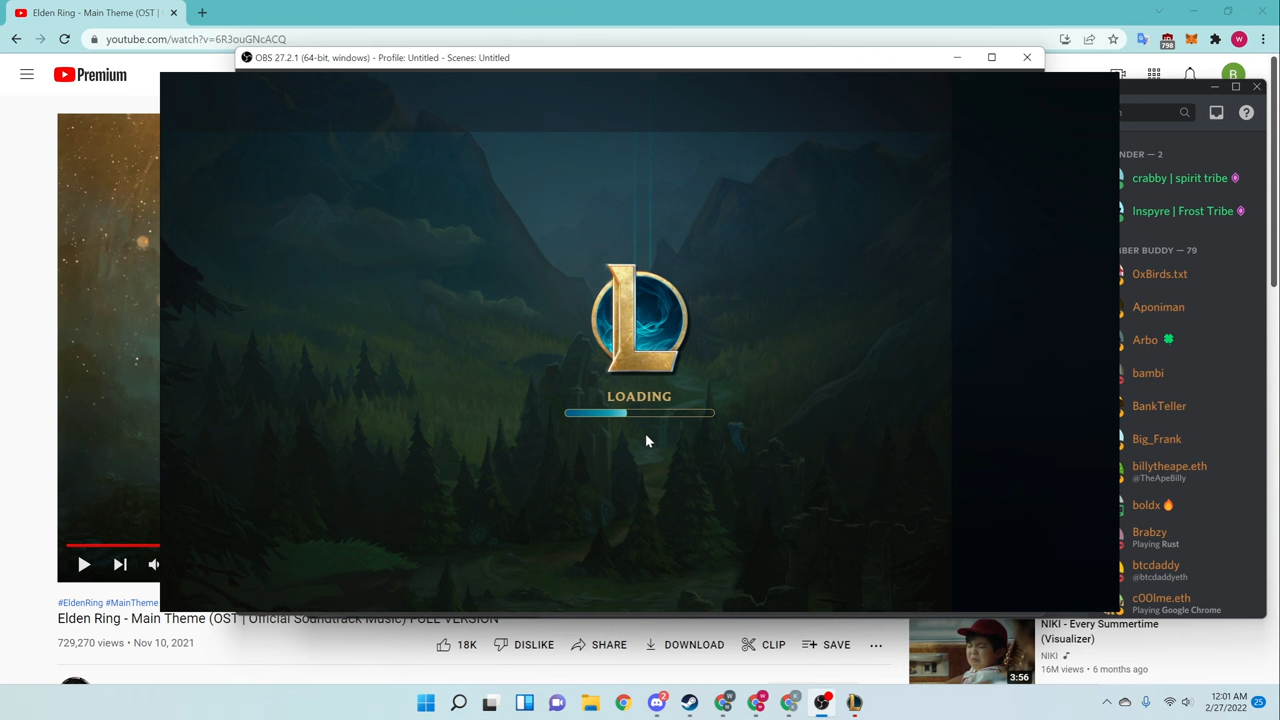 Elden Ring - Main Theme (OST |
youtube.com/watch?v=6R3ouGNcACQ
798
w
OBS 27.2.1 (64-bit, windows) - Profile: Untitled - Scenes: Untitled
Premium
B
NDER — 2
crabby | spirit tribe
Inspyre | Frost Tribe
BER BUDDY — 79
0xBirds.txt
Aponiman
Arbo
bambi
BankTeller
Big_Frank
billytheape.eth
@TheApeBilly
boldx
Brabzy
Playing Rust
btcdaddy
@btcdaddyeth
c00lme.eth
Playing Google Chrome
L
LOADING
#EldenRing #MainTheme
Elden Ring - Main Theme (OST | Official Soundtrack Music) FULL VERSION
729,270 views • Nov 10, 2021
18K
DISLIKE
SHARE
DOWNLOAD
CLIP
SAVE
NIKI - Every Summertime
(Visualizer)
NIKI
16M views • 6 months ago
3:56
2
W
W
K
12:01 AM
2/27/2022
25